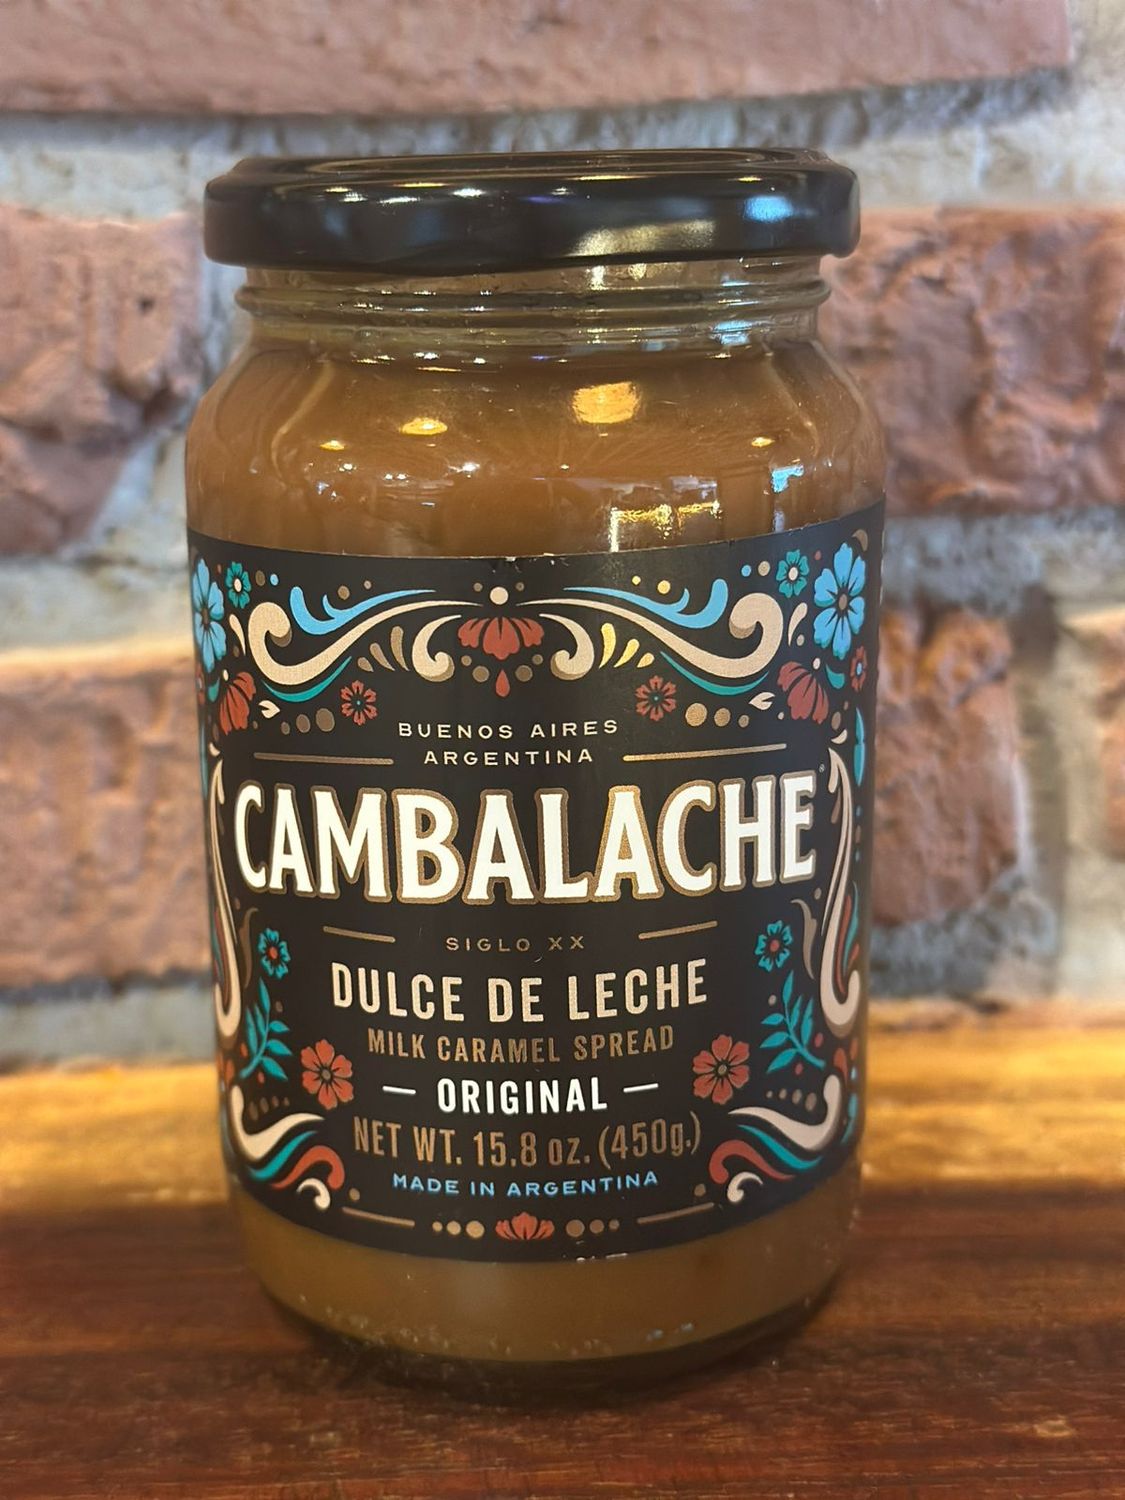 BUENOS AIRES
ARGENTINA
CAMBALACHE®
SIGLO XX
DULCE DE LECHE
MILK CARAMEL SPREAD
— ORIGINAL —
NET WT. 15.8 oz. (450g.)
MADE IN ARGENTINA